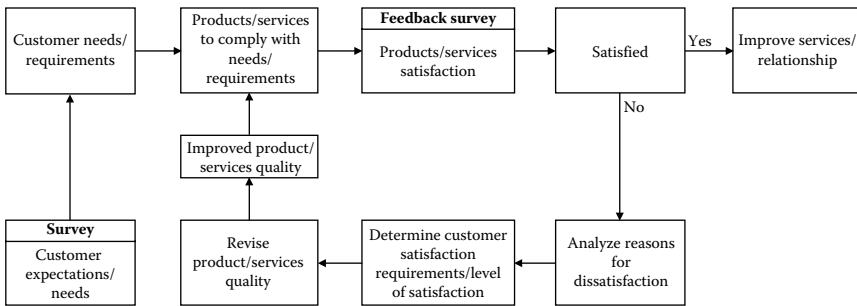 Customer needs/
requirements
Products/services
to comply with
needs/
requirements
Feedback survey
Products/services
satisfaction
Satisfied
Yes
Improve services/
relationship
No
Improved product/
services quality
Survey
Customer
expectations/
needs
Revise
product/services
quality
Determine customer
satisfaction
requirements/level
of satisfaction
Analyze reasons
for
dissatisfaction